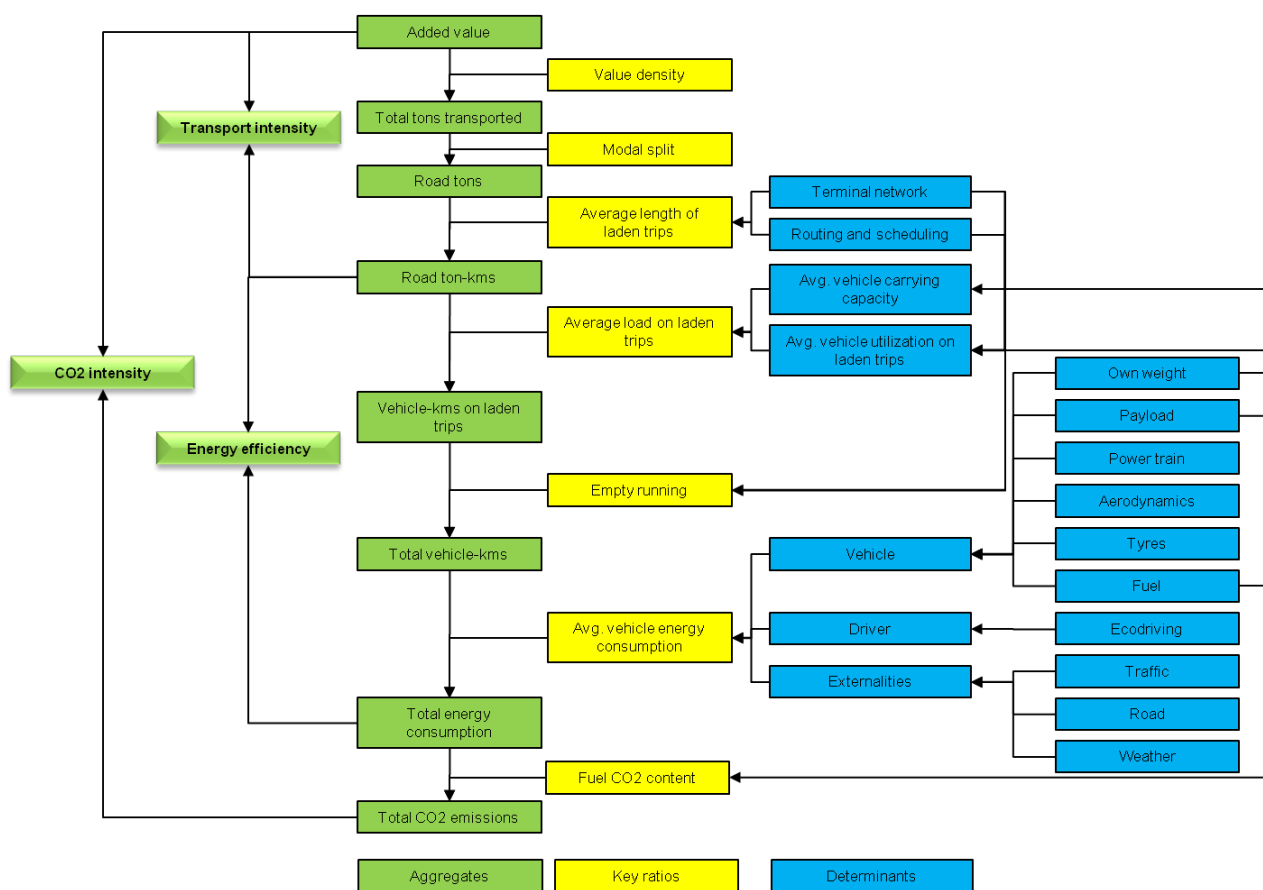 Added value
Value density
Transport intensity
Total tons transported
Modal split
Road tons
Terminal network
Average length of
laden trips
Routing and scheduling
Road ton-kms
Avg. vehicle carrying
capacity
Average load on laden
trips
Avg. vehicle utilization on
laden trips
CO2 intensity
Own weight
Vehicle-kms on laden
trips
Payload
Energy efficiency
Power train
Empty running
Aerodynamics
Total vehicle-kms
Vehicle
Tyres
Fuel
Avg. vehicle energy
consumption
Driver
Ecodriving
Externalities
Traffic
Total energy
consumption
Road
Weather
Fuel CO2 content
Total CO2 emissions
Aggregates
Key ratios
Determinants